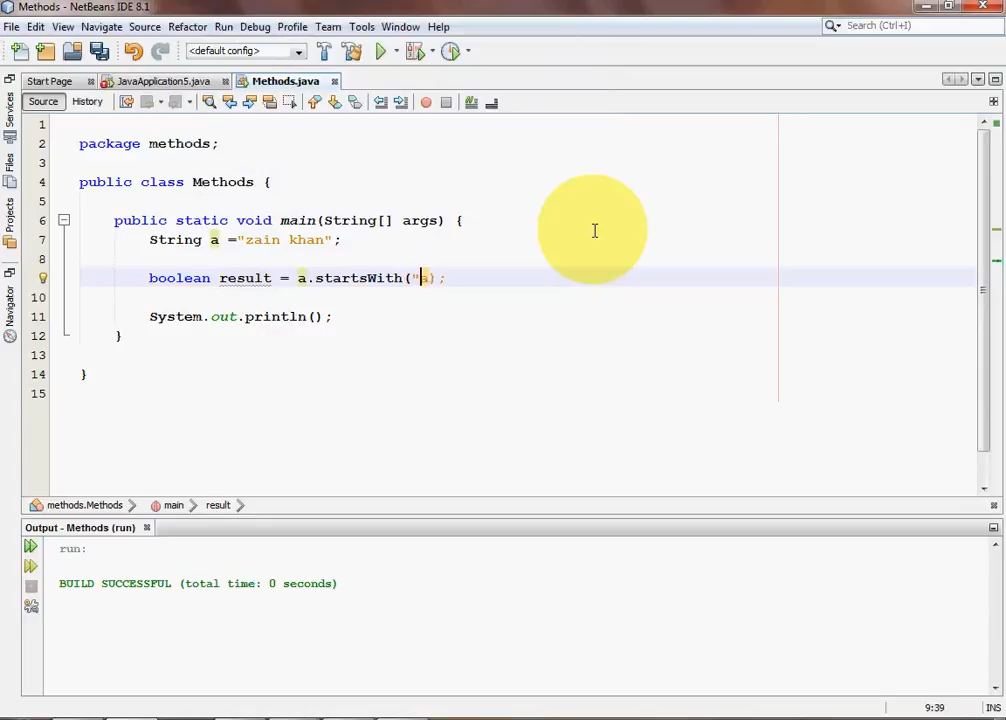 Methods - NetBeans IDE 8.1
File Edit View Navigate Source Refactor Run Debug Profile Team Tools Window Help
Search (Ctrl+I)
<default config>
Start Page JavaApplication5.java Methods.java
Source History
Services
Files
Projects
Navigator
1
2 package methods;
3
4 public class Methods {
5
6 public static void main(String[] args) {
7 String a ="zain khan";
8
boolean result = a.startsWith("a);
10
11 System.out.println();
12 }
13
14 }
15
methods.Methods main result
Output - Methods (run)
run:
BUILD SUCCESSFUL (total time: 0 seconds)
9:39 INS